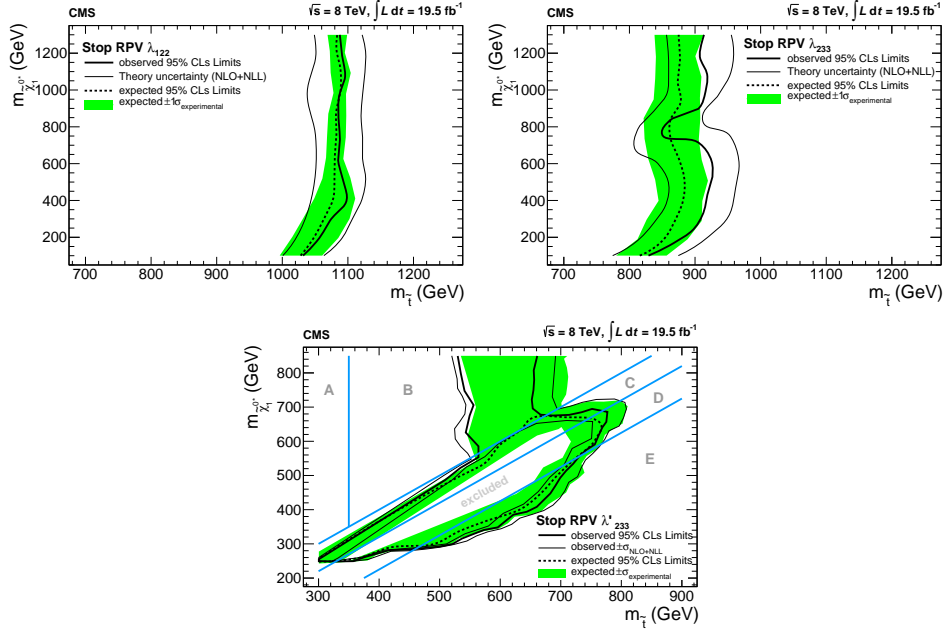 CMS
√s = 8 TeV, ∫L dt = 19.5 fb⁻¹
m_χ̃₁⁰* (GeV)
1200
1000
800
600
400
200
Stop RPV λ₁₂₂
observed 95% CLs Limits
Theory uncertainty (NLO+NLL)
expected 95% CLs Limits
expected±1σ_experimental
700 800 900 1000 1100 1200
m_t̃ (GeV)
CMS
√s = 8 TeV, ∫L dt = 19.5 fb⁻¹
m_χ̃₁⁰* (GeV)
1200
1000
800
600
400
200
Stop RPV λ₂₃₃
observed 95% CLs Limits
Theory uncertainty (NLO+NLL)
expected 95% CLs Limits
expected±1σ_experimental
700 800 900 1000 1100 1200
m_t̃ (GeV)
CMS
√s = 8 TeV, ∫L dt = 19.5 fb⁻¹
m_χ̃₁⁰* (GeV)
800
700
600
500
400
300
200
A B C D E
excluded
Stop RPV λ'₂₃₃
observed 95% CLs Limits
observed±σ_NLO+NLL
expected 95% CLs Limits
expected±σ_experimental
300 400 500 600 700 800 900
m_t̃ (GeV)